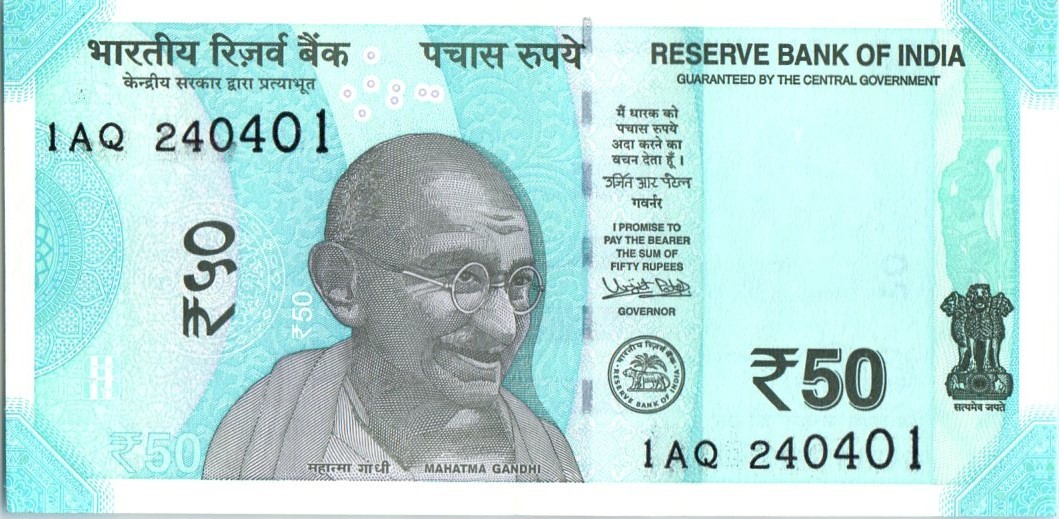 भारतीय रिज़र्व बैंक
केन्द्रीय सरकार द्वारा प्रत्याभूत
1AQ 240401
₹५०
₹50
₹50
महात्मा गांधी MAHATMA GANDHI
पचास रुपये
मैं धारक को
पचास रुपये
अदा करने का
वचन देता हूँ ।
उर्जित आर पटेल
गवर्नर
I PROMISE TO
PAY THE BEARER
THE SUM OF
FIFTY RUPEES
GOVERNOR
भारतीय रिज़र्व बैंक
RESERVE BANK OF INDIA
RESERVE BANK OF INDIA
GUARANTEED BY THE CENTRAL GOVERNMENT
₹50
सत्यमेव जयते
1AQ 240401